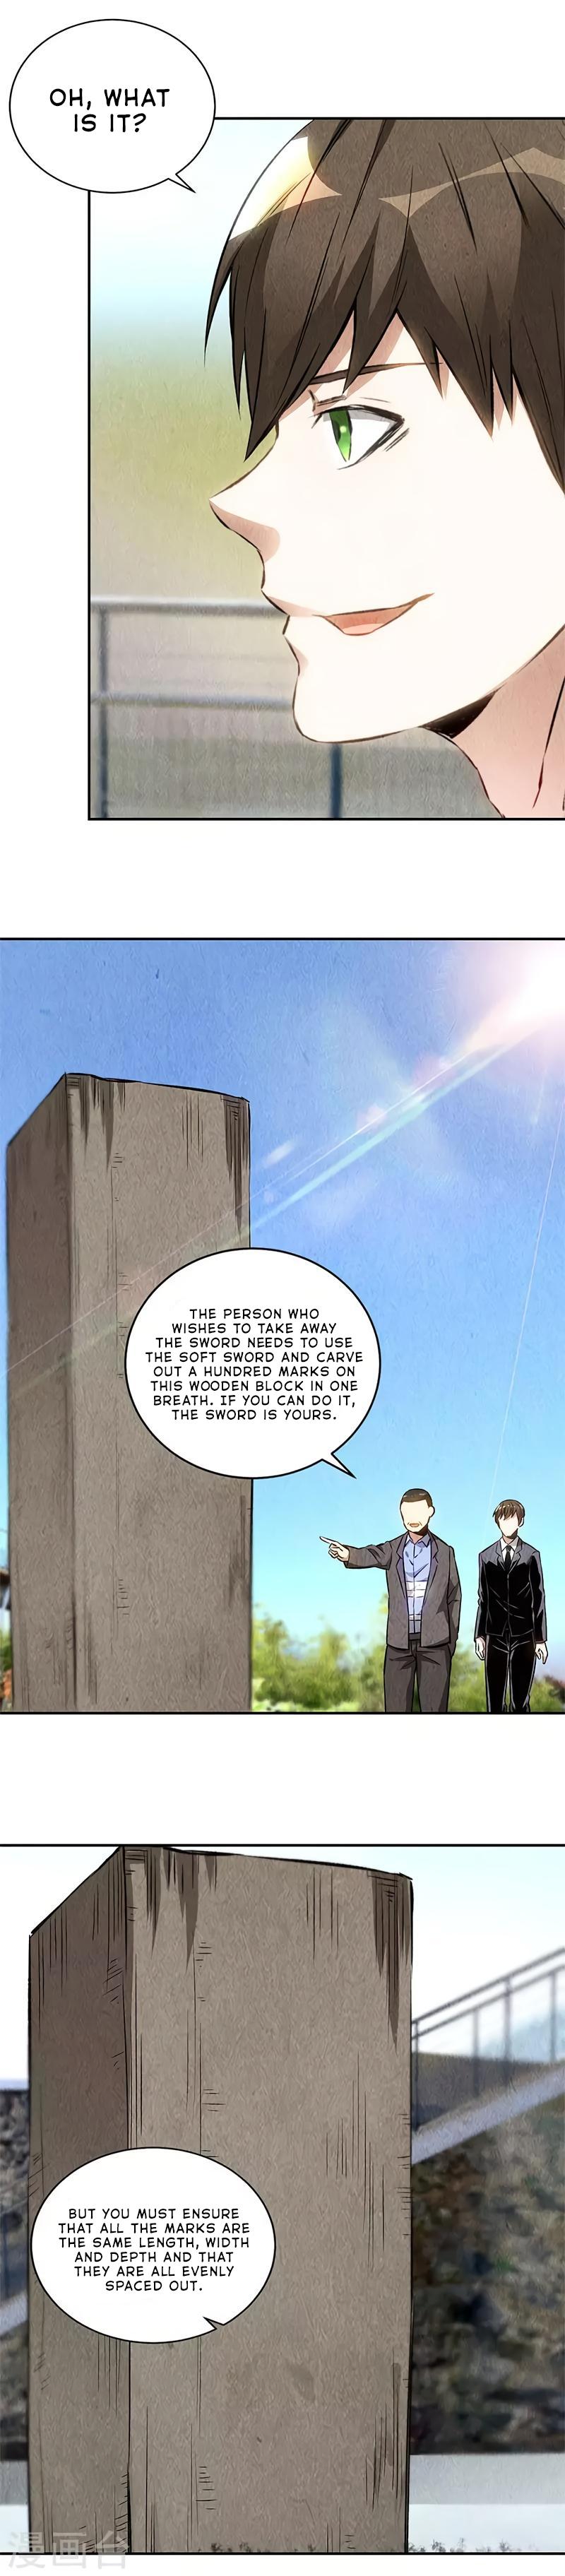 OH, WHAT
IS IT?
THE PERSON WHO
WISHES TO TAKE AWAY
THE SWORD NEEDS TO USE
THE SOFT SWORD AND CARVE
OUT A HUNDRED MARKS ON
THIS WOODEN BLOCK IN ONE
BREATH. IF YOU CAN DO IT,
THE SWORD IS YOURS.
BUT YOU MUST ENSURE
THAT ALL THE MARKS ARE
THE SAME LENGTH, WIDTH
AND DEPTH AND THAT
THEY ARE ALL EVENLY
SPACED OUT.
漫画台